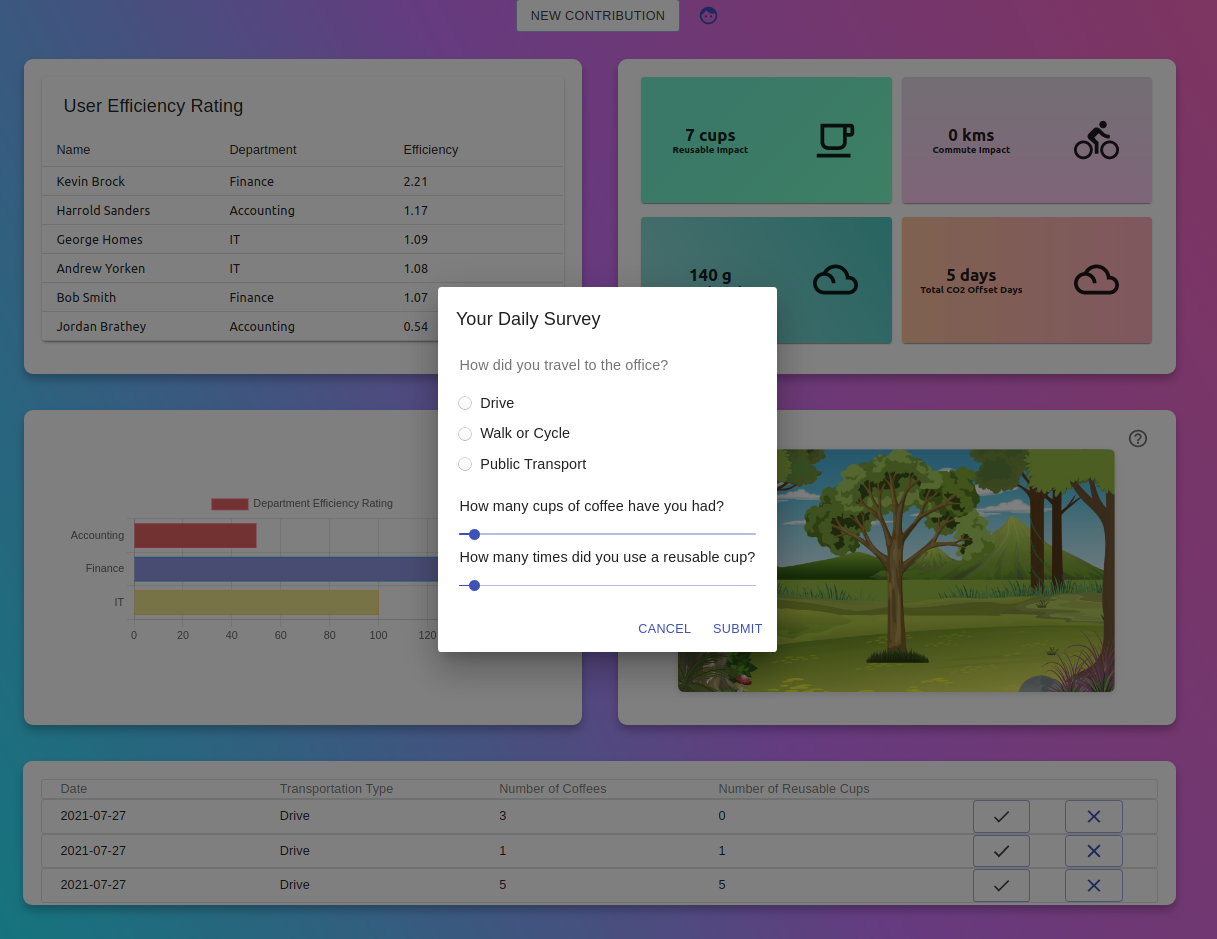 NEW CONTRIBUTION
User Efficiency Rating
Name Department Efficiency
Kevin Brock Finance 2.21
Harrold Sanders Accounting 1.17
George Homes IT 1.09
Andrew Yorken IT 1.08
Bob Smith Finance 1.07
Jordan Brathey Accounting 0.54
7 cups
Reusable Impact
0 kms
Commute Impact
140 g
5 days
Total CO2 Offset Days
Your Daily Survey
How did you travel to the office?
Drive
Walk or Cycle
Public Transport
How many cups of coffee have you had?
How many times did you use a reusable cup?
CANCEL SUBMIT
Department Efficiency Rating
Accounting
Finance
IT
0 20 40 60 80 100 120
Date Transportation Type Number of Coffees Number of Reusable Cups
2021-07-27 Drive 3 0
2021-07-27 Drive 1 1
2021-07-27 Drive 5 5